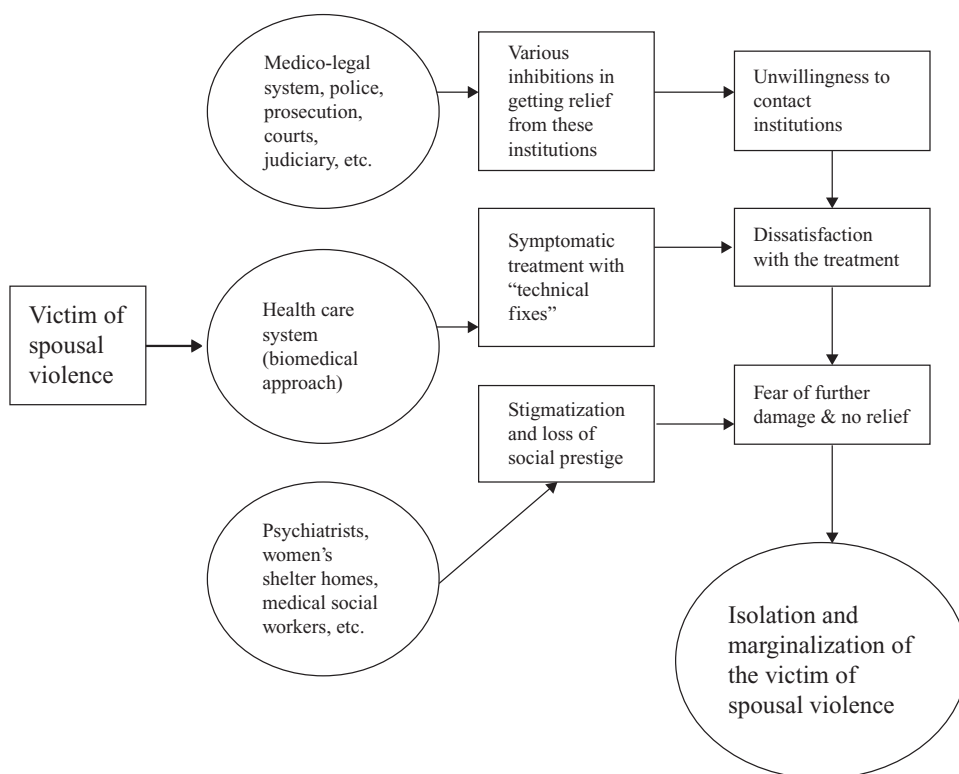 Medico-legal
system, police,
prosecution,
courts,
judiciary, etc.
Various
inhibitions in
getting relief
from these
institutions
Unwillingness to
contact
institutions
Victim of
spousal
violence
Health care
system
(biomedical
approach)
Symptomatic
treatment with
“technical
fixes”
Dissatisfaction
with the treatment
Psychiatrists,
women’s
shelter homes,
medical social
workers, etc.
Stigmatization
and loss of
social prestige
Fear of further
damage & no relief
Isolation and
marginalization of
the victim of
spousal violence